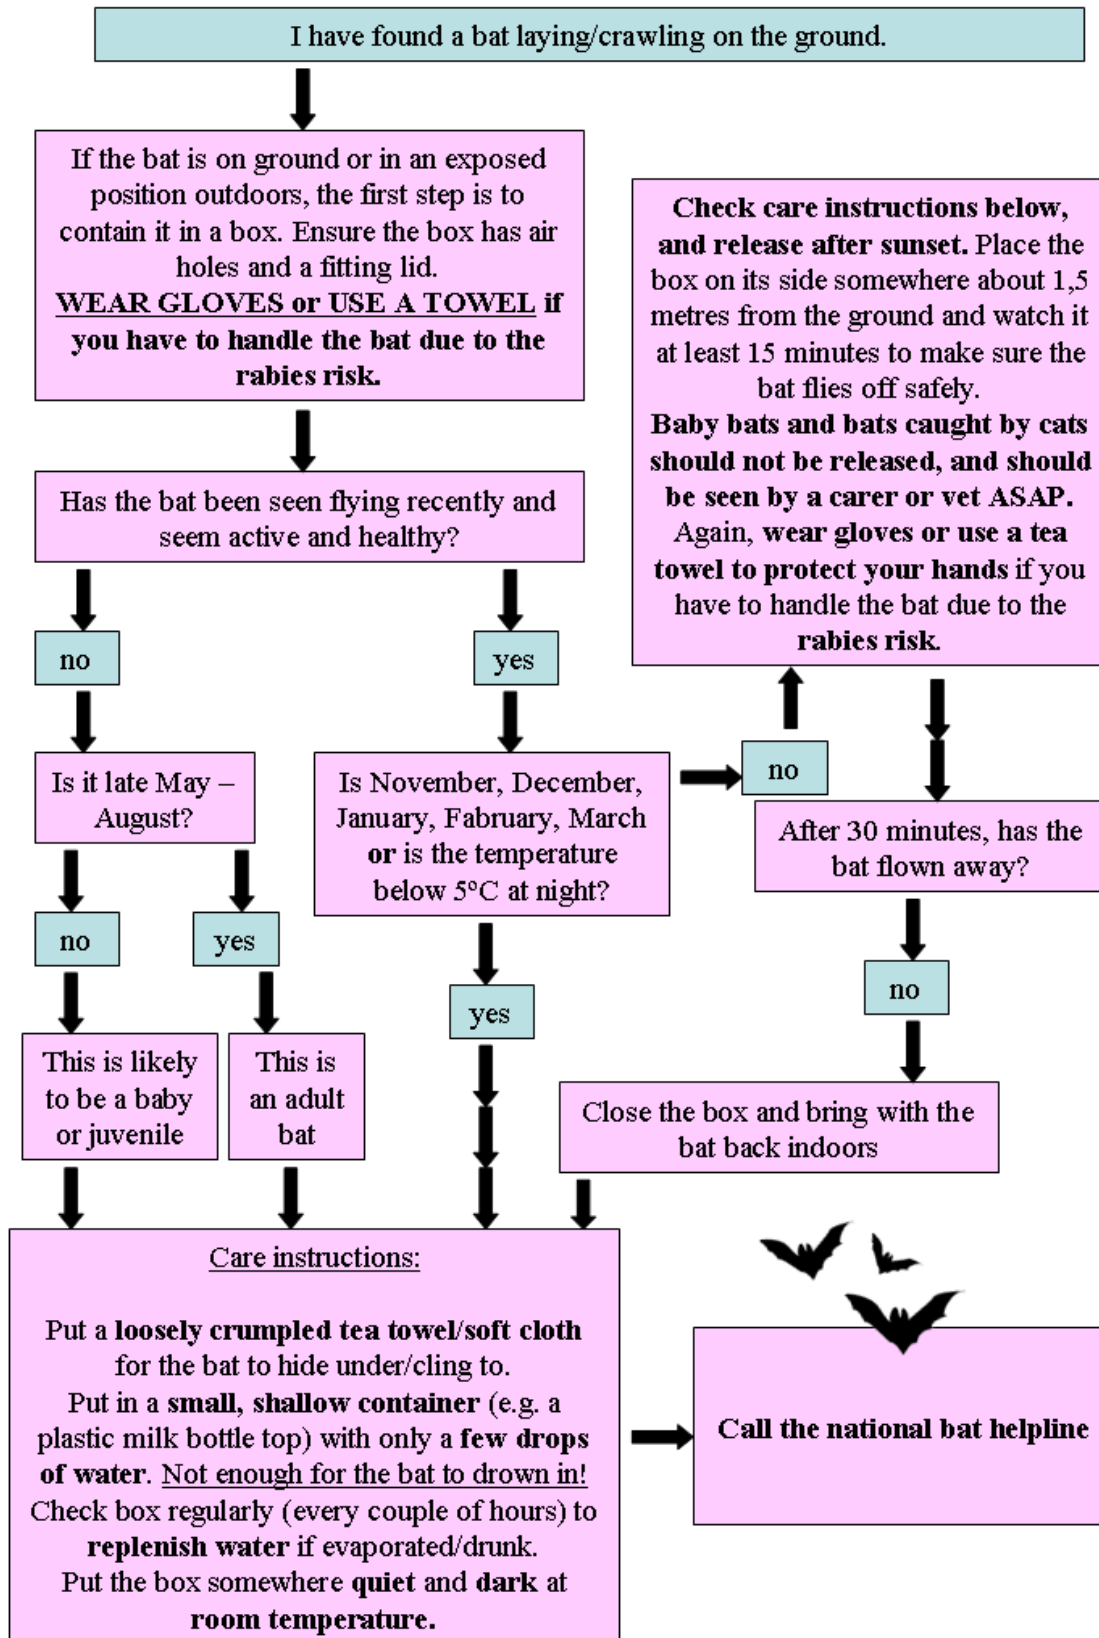 I have found a bat laying/crawling on the ground.
If the bat is on ground or in an exposed
position outdoors, the first step is to
contain it in a box. Ensure the box has air
holes and a fitting lid.
WEAR GLOVES or USE A TOWEL if
you have to handle the bat due to the
rabies risk.
Check care instructions below,
and release after sunset. Place the
box on its side somewhere about 1,5
metres from the ground and watch it
at least 15 minutes to make sure the
bat flies off safely.
Baby bats and bats caught by cats
should not be released, and should
be seen by a carer or vet ASAP.
Again, wear gloves or use a tea
towel to protect your hands if you
have to handle the bat due to the
rabies risk.
Has the bat been seen flying recently and
seem active and healthy?
no
yes
Is it late May –
August?
Is November, December,
January, Fabruary, March
or is the temperature
below 5°C at night?
no
After 30 minutes, has the
bat flown away?
no
yes
yes
no
This is likely
to be a baby
or juvenile
This is
an adult
bat
Close the box and bring with the
bat back indoors
Care instructions:
Put a loosely crumpled tea towel/soft cloth
for the bat to hide under/cling to.
Put in a small, shallow container (e.g. a
plastic milk bottle top) with only a few drops
of water. Not enough for the bat to drown in!
Check box regularly (every couple of hours) to
replenish water if evaporated/drunk.
Put the box somewhere quiet and dark at
room temperature.
Call the national bat helpline